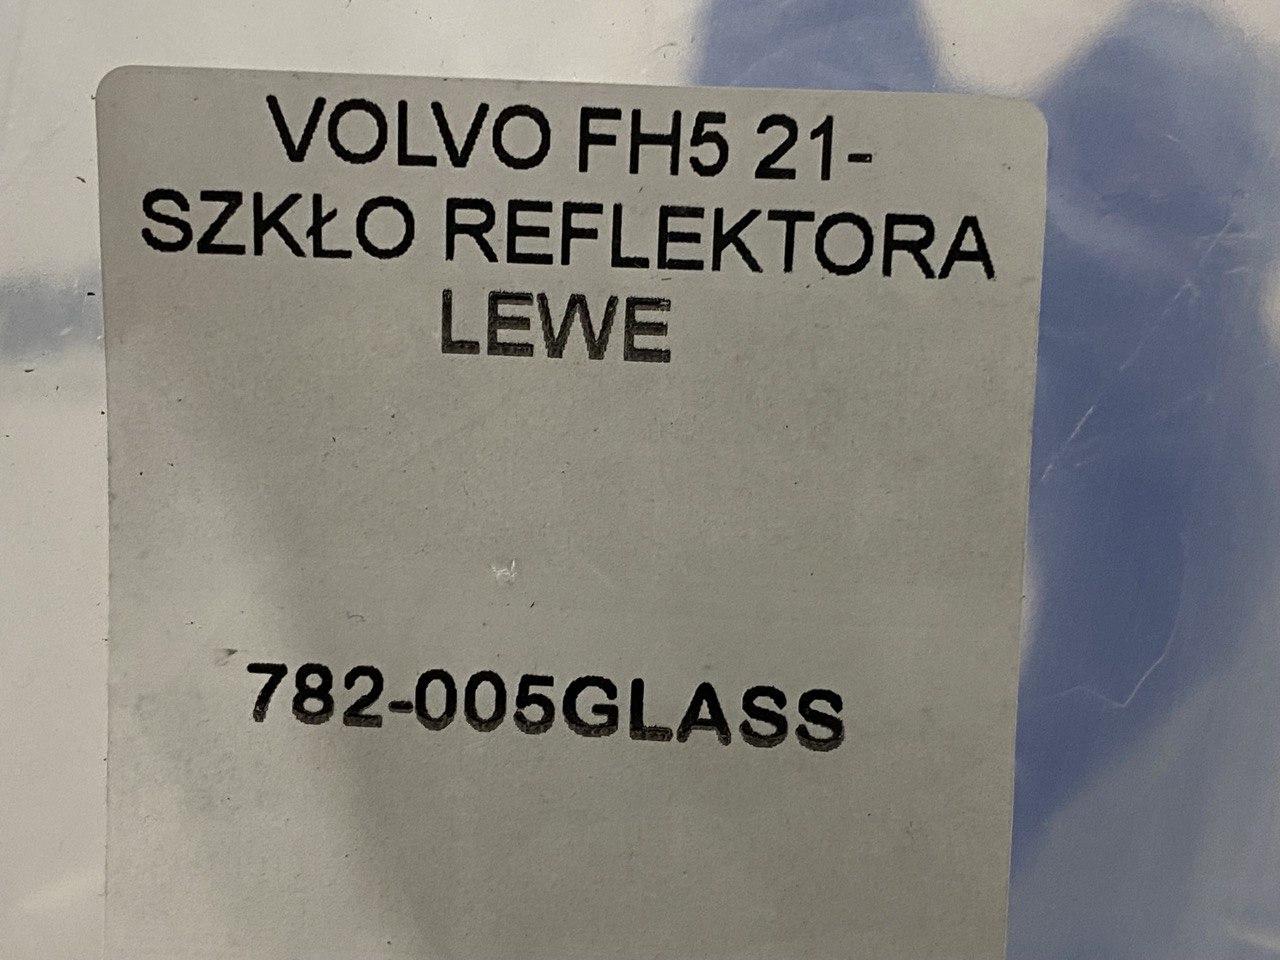 VOLVO FH5 21-
SZKŁO REFLEKTORA
LEWE
782-005GLASS